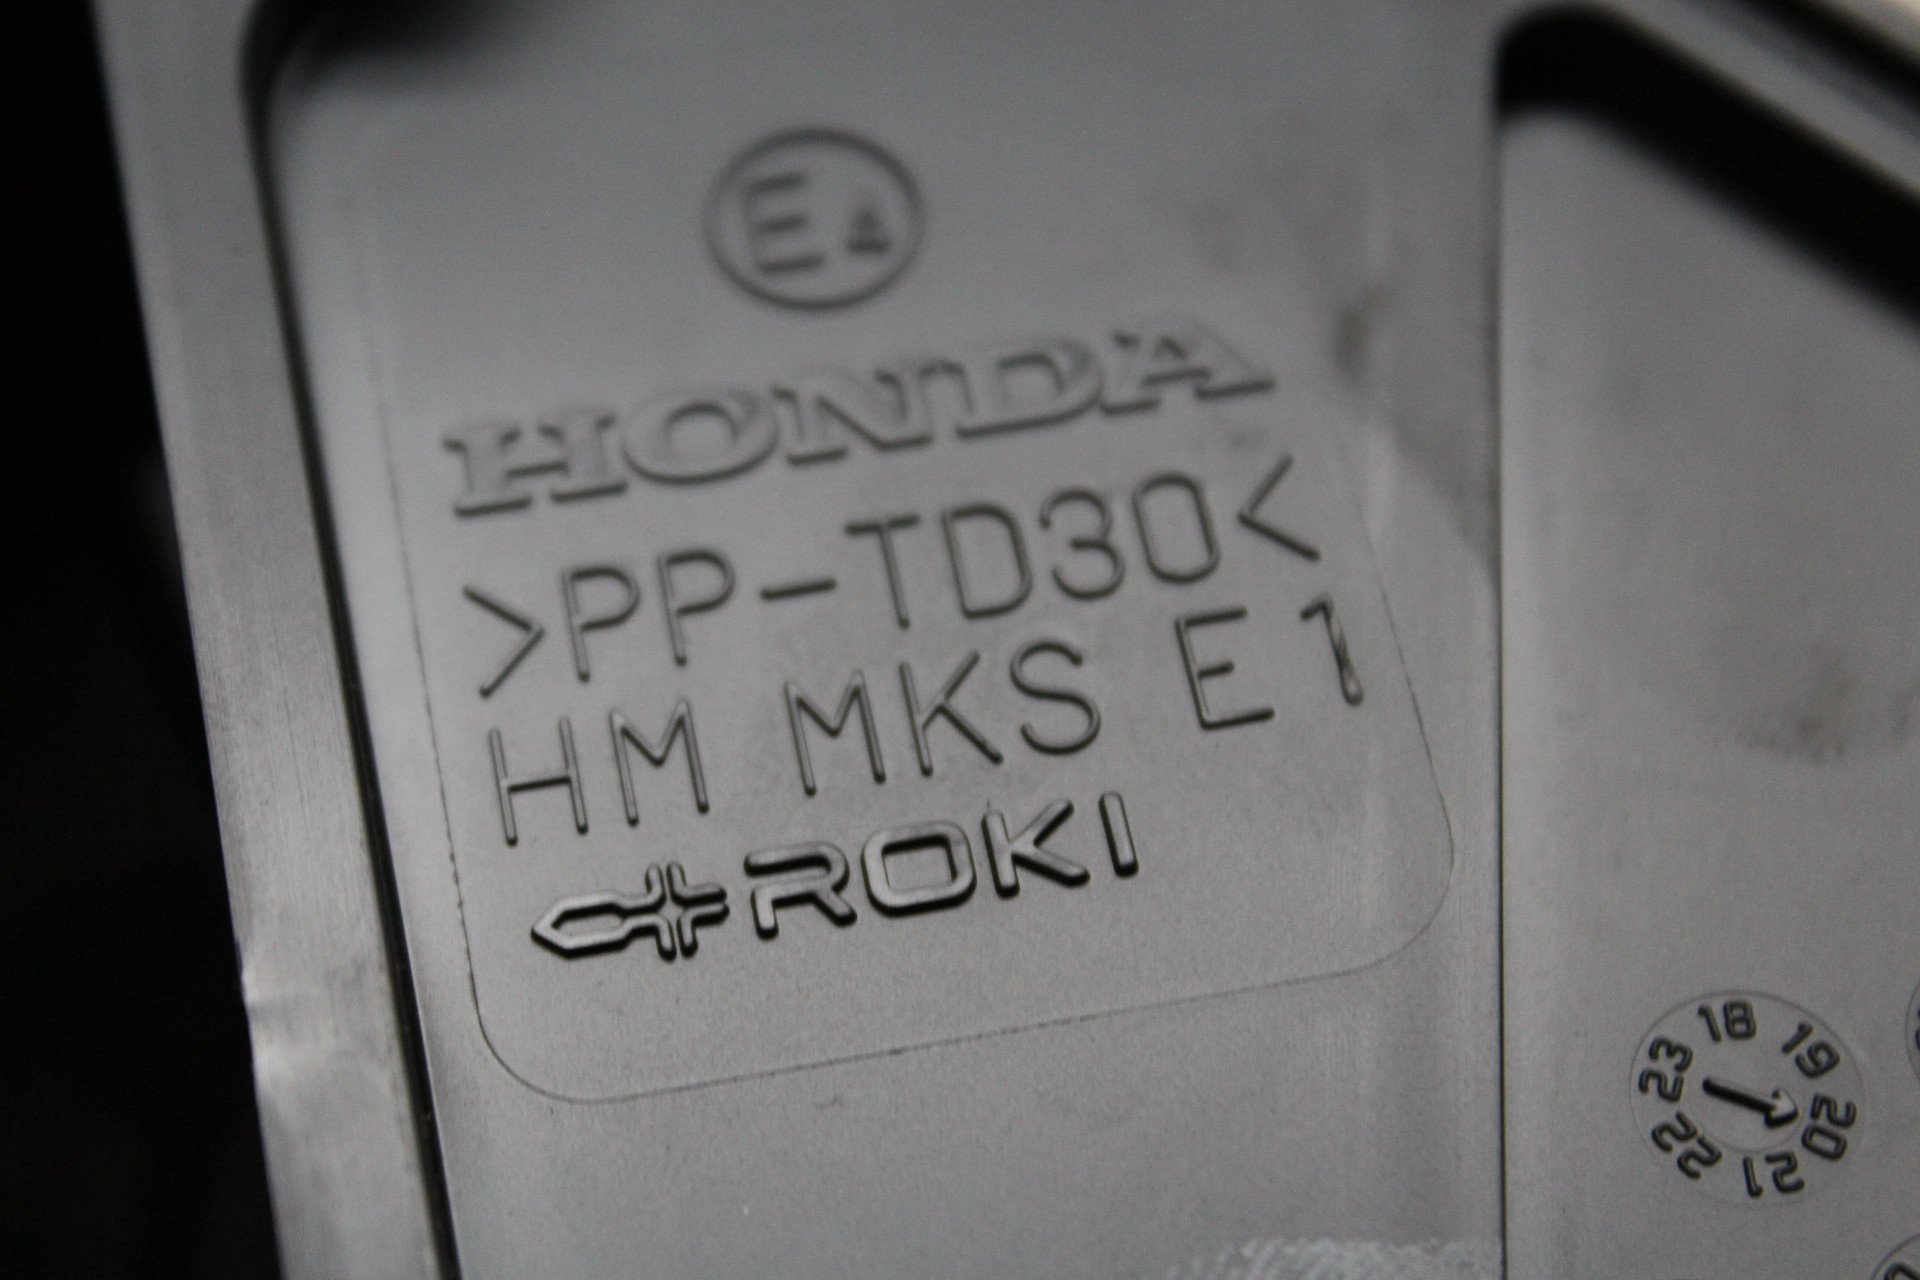 E4
HONDA
>PP-TD30<
HM MKS E1
ROKI
18
19
20
21
22
23